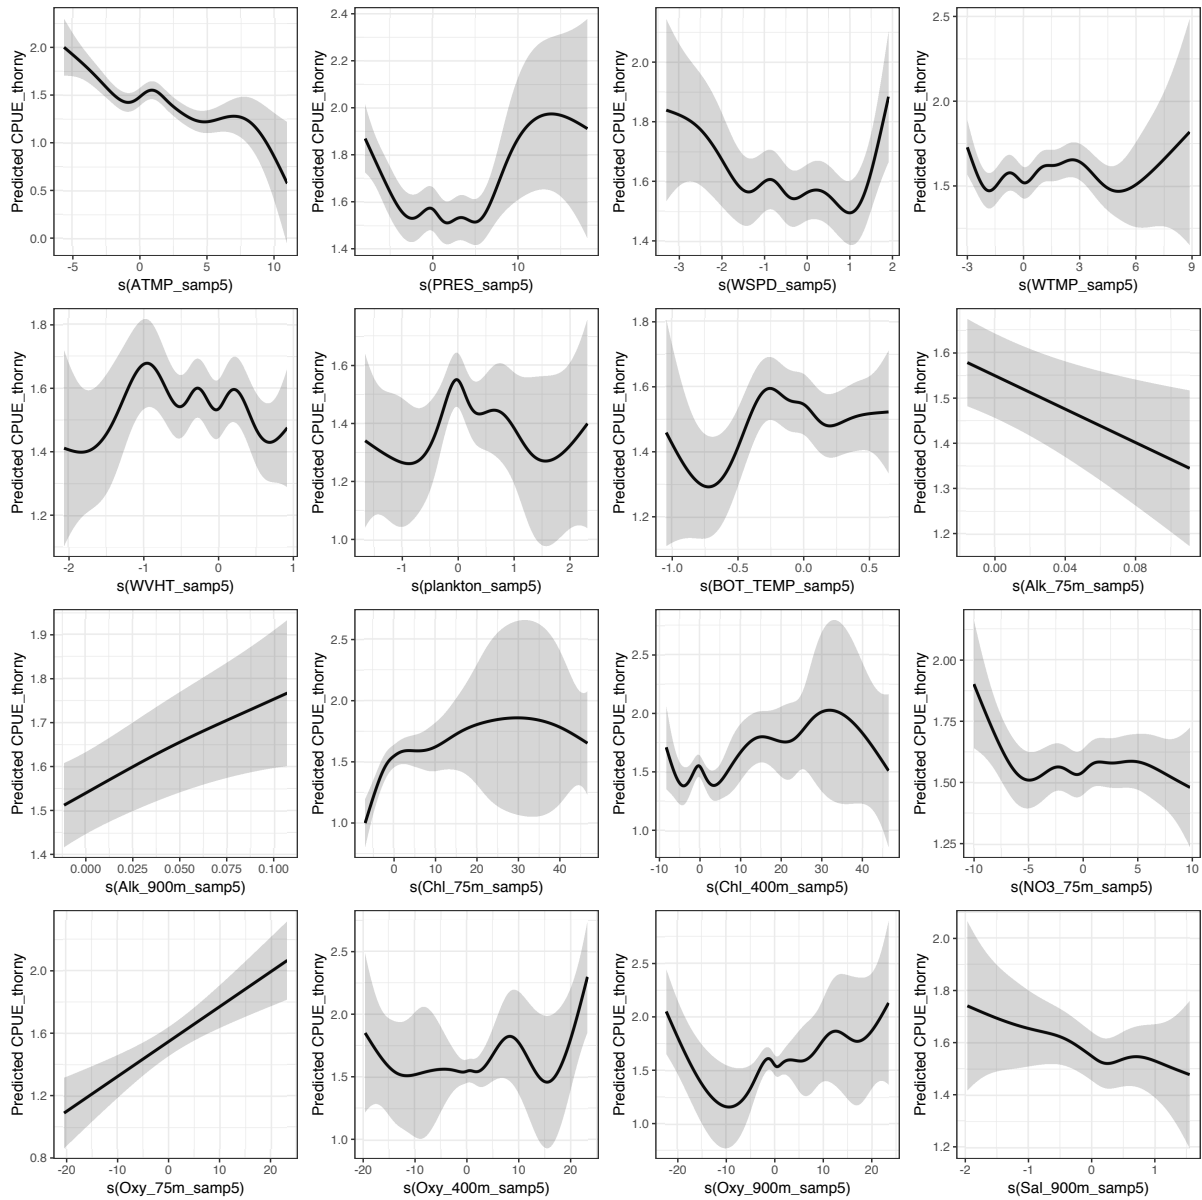 Predicted CPUE_thorny
2.0
1.5
1.0
0.5
0.0
-5 0 5 10
s(ATMP_samp5)
Predicted CPUE_thorny
2.4
2.2
2.0
1.8
1.6
1.4
0 10
s(PRES_samp5)
Predicted CPUE_thorny
2.0
1.8
1.6
1.4
-3 -2 -1 0 1 2
s(WSPD_samp5)
Predicted CPUE_thorny
2.5
2.0
1.5
-3 0 3 6 9
s(WTMP_samp5)
Predicted CPUE_thorny
1.8
1.6
1.4
1.2
-2 -1 0 1
s(WVHT_samp5)
Predicted CPUE_thorny
1.6
1.4
1.2
1.0
-1 0 1 2
s(plankton_samp5)
Predicted CPUE_thorny
1.8
1.6
1.4
1.2
-1.0 -0.5 0.0 0.5
s(BOT_TEMP_samp5)
Predicted CPUE_thorny
1.6
1.5
1.4
1.3
1.2
0.00 0.04 0.08
s(Alk_75m_samp5)
Predicted CPUE_thorny
1.9
1.8
1.7
1.6
1.5
1.4
0.000 0.025 0.050 0.075 0.100
s(Alk_900m_samp5)
Predicted CPUE_thorny
2.5
2.0
1.5
1.0
0 20 40
s(Chl_75m_samp5)
Predicted CPUE_thorny
2.5
2.0
1.5
1.0
-10 0 10 20 30 40
s(Chl_400m_samp5)
Predicted CPUE_thorny
2.00
1.75
1.50
1.25
-10 -5 0 5 10
s(NO3_75m_samp5)
Predicted CPUE_thorny
2.0
1.6
1.2
0.8
-20 -10 0 10 20
s(Oxy_75m_samp5)
Predicted CPUE_thorny
2.5
2.0
1.5
1.0
-20 -10 0 10 20
s(Oxy_400m_samp5)
Predicted CPUE_thorny
2.5
2.0
1.5
1.0
-20 -10 0 10 20
s(Oxy_900m_samp5)
Predicted CPUE_thorny
2.0
1.8
1.6
1.4
1.2
-2 -1 0 1
s(Sal_900m_samp5)